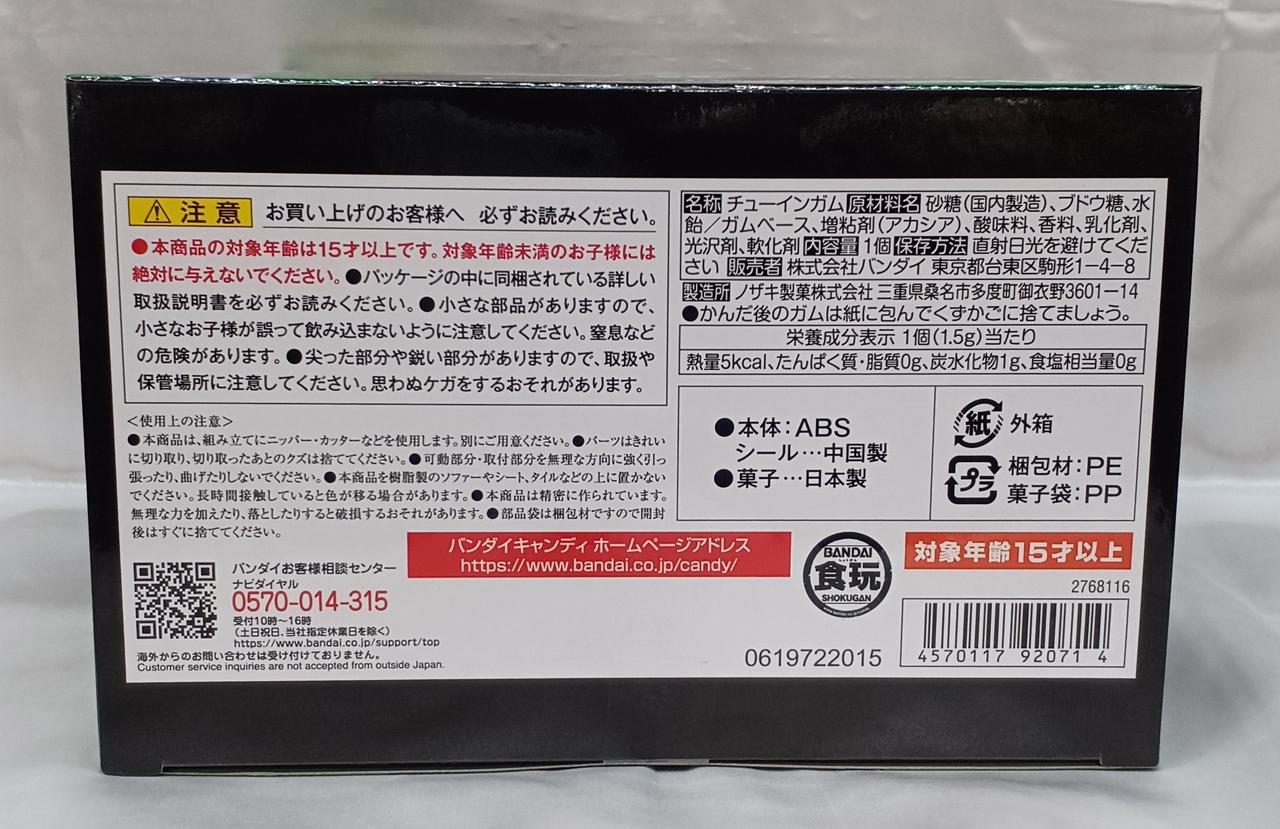 注意 お買い上げのお客様へ 必ずお読みください。
●本商品の対象年齢は15才以上です。対象年齢未満のお子様には
絶対に与えないでください。●パッケージの中に同梱されている詳しい
取扱説明書を必ずお読みください。●小さな部品がありますので、
小さなお子様が誤って飲み込まないように注意してください。窒息など
の危険があります。●尖った部分や鋭い部分がありますので、取扱や
保管場所に注意してください。思わぬケガをするおそれがあります。
〈使用上の注意〉
●本商品は、組み立てにニッパー・カッターなどを使用します。別にご用意ください。●パーツはきれい
に切り取り、切り取ったあとのクズは捨ててください。●可動部分・取付部分を無理な方向に強く引っ
張ったり、曲げたりしないでください。●本商品を樹脂製のソファーやシート、タイルなどの上に置かない
でください。長時間接触していると色が移る場合があります。●本商品は精密に作られています。
無理な力を加えたり、落としたりすると破損するおそれがあります。●部品袋は梱包材ですので開封
後はすぐに捨ててください。
バンダイお客様相談センター
ナビダイヤル
0570-014-315
受付10時～16時
(土日祝日、当社指定休業日を除く)
https://www.bandai.co.jp/support/top
海外からのお問い合わせは受け付けておりません。
Customer service inquiries are not accepted from outside Japan.
バンダイキャンディ ホームページアドレス
https://www.bandai.co.jp/candy/
名称 チューインガム 原材料名 砂糖(国内製造)、ブドウ糖、水
飴／ガムベース、増粘剤(アカシア)、酸味料、香料、乳化剤、
光沢剤、軟化剤 内容量 1個 保存方法 直射日光を避けてくだ
さい 販売者 株式会社バンダイ 東京都台東区駒形1-4-8
製造所 ノザキ製菓株式会社 三重県桑名市多度町御衣野3601-14
●かんだ後のガムは紙に包んでくずかごに捨てましょう。
栄養成分表示 1個(1.5g)当たり
熱量5kcal、たんぱく質・脂質0g、炭水化物1g、食塩相当量0g
●本体：ABS
シール…中国製
●菓子…日本製
紙 外箱
プラ 梱包材：PE
菓子袋：PP
BANDAI
食玩
SHOKUGAN
対象年齢15才以上
2768116
0619722015
4570117 92071 4